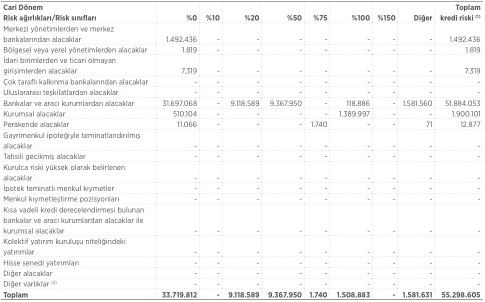 Cari Dönem Toplam
Risk ağırlıkları/Risk sınıfları %0 %10 %20 %50 %75 %100 %150 Diğer kredi riski (1)
Merkezi yönetimlerden ve merkez
bankalarından alacaklar 1.492.436 - - - - - - - 1.492.436
Bölgesel veya yerel yönetimlerden alacaklar 1.819 - - - - - - - 1.819
İdari birimlerden ve ticari olmayan
girişimlerden alacaklar 7.319 - - - - - - - 7.319
Çok taraflı kalkınma bankalarından alacaklar - - - - - - - - -
Uluslararası teşkilatlardan alacaklar - - - - - - - - -
Bankalar ve aracı kurumlardan alacaklar 31.697.068 - 9.118.589 9.367.950 - 118.886 - 1.581.560 51.884.053
Kurumsal alacaklar 510.104 - - - - 1.389.997 - - 1.900.101
Perakende alacaklar 11.066 - - - 1.740 - - 71 12.877
Gayrimenkul ipoteğiyle teminatlandırılmış
alacaklar - - - - - - - - -
Tahsili gecikmiş alacaklar - - - - - - - - -
Kurulca riski yüksek olarak belirlenen
alacaklar - - - - - - - - -
İpotek teminatlı menkul kıymetler - - - - - - - - -
Menkul kıymetleştirme pozisyonları - - - - - - - - -
Kısa vadeli kredi derecelendirmesi bulunan
bankalar ve aracı kurumlardan alacaklar ile
kurumsal alacaklar - - - - - - - - -
Kolektif yatırım kuruluşu niteliğindeki
yatırımlar - - - - - - - - -
Hisse senedi yatırımları - - - - - - - - -
Diğer alacaklar - - - - - - - - -
Diğer varlıklar (2) - - - - - - - - -
Toplam 33.719.812 - 9.118.589 9.367.950 1.740 1.508.883 - 1.581.631 55.298.605